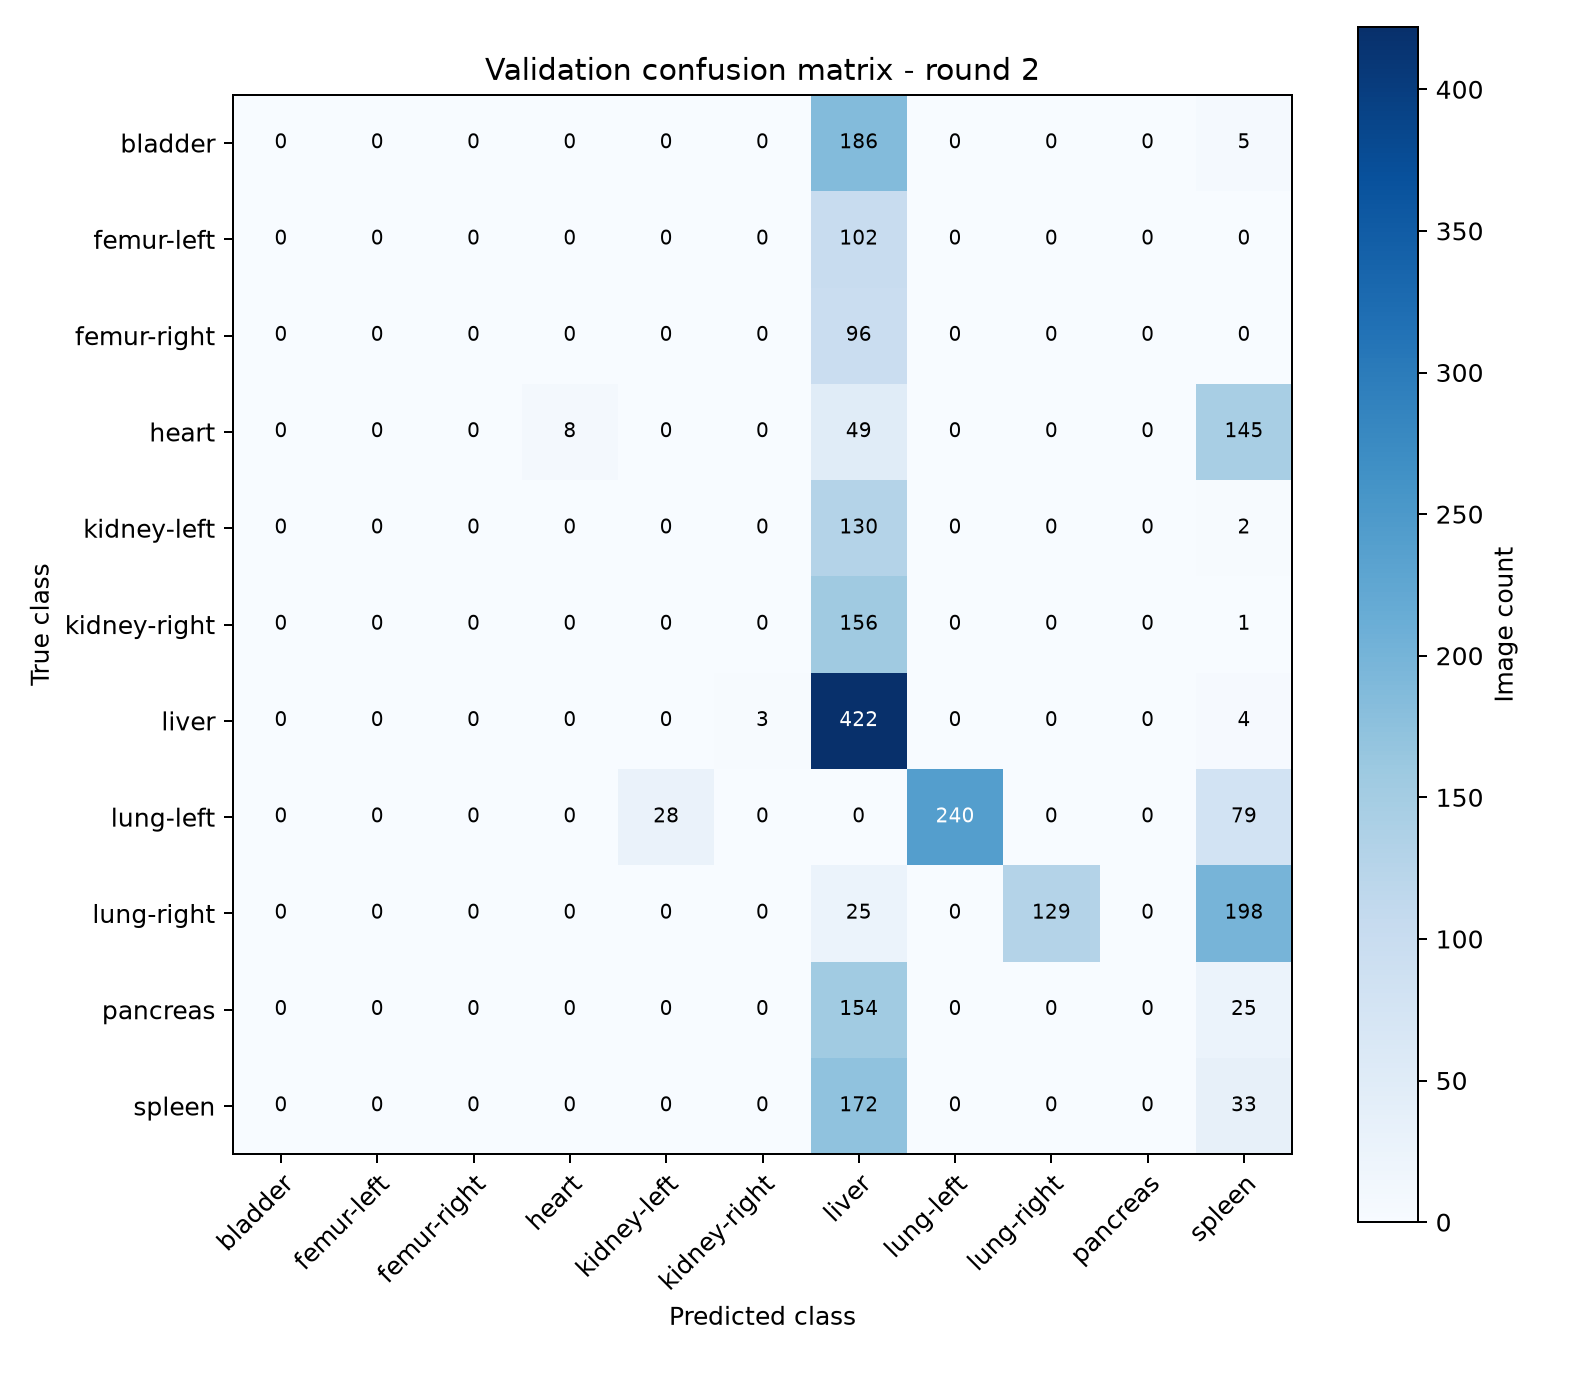 Validation confusion matrix - round 2
True class
bladder 0 0 0 0 0 0 186 0 0 0 5
femur-left 0 0 0 0 0 0 102 0 0 0 0
femur-right 0 0 0 0 0 0 96 0 0 0 0
heart 0 0 0 8 0 0 49 0 0 0 145
kidney-left 0 0 0 0 0 0 130 0 0 0 2
kidney-right 0 0 0 0 0 0 156 0 0 0 1
liver 0 0 0 0 0 3 422 0 0 0 4
lung-left 0 0 0 0 28 0 0 240 0 0 79
lung-right 0 0 0 0 0 0 25 0 129 0 198
pancreas 0 0 0 0 0 0 154 0 0 0 25
spleen 0 0 0 0 0 0 172 0 0 0 33
bladder femur-left femur-right heart kidney-left kidney-right liver lung-left lung-right pancreas spleen
Predicted class
400
350
300
250
200
150
100
50
0
Image count